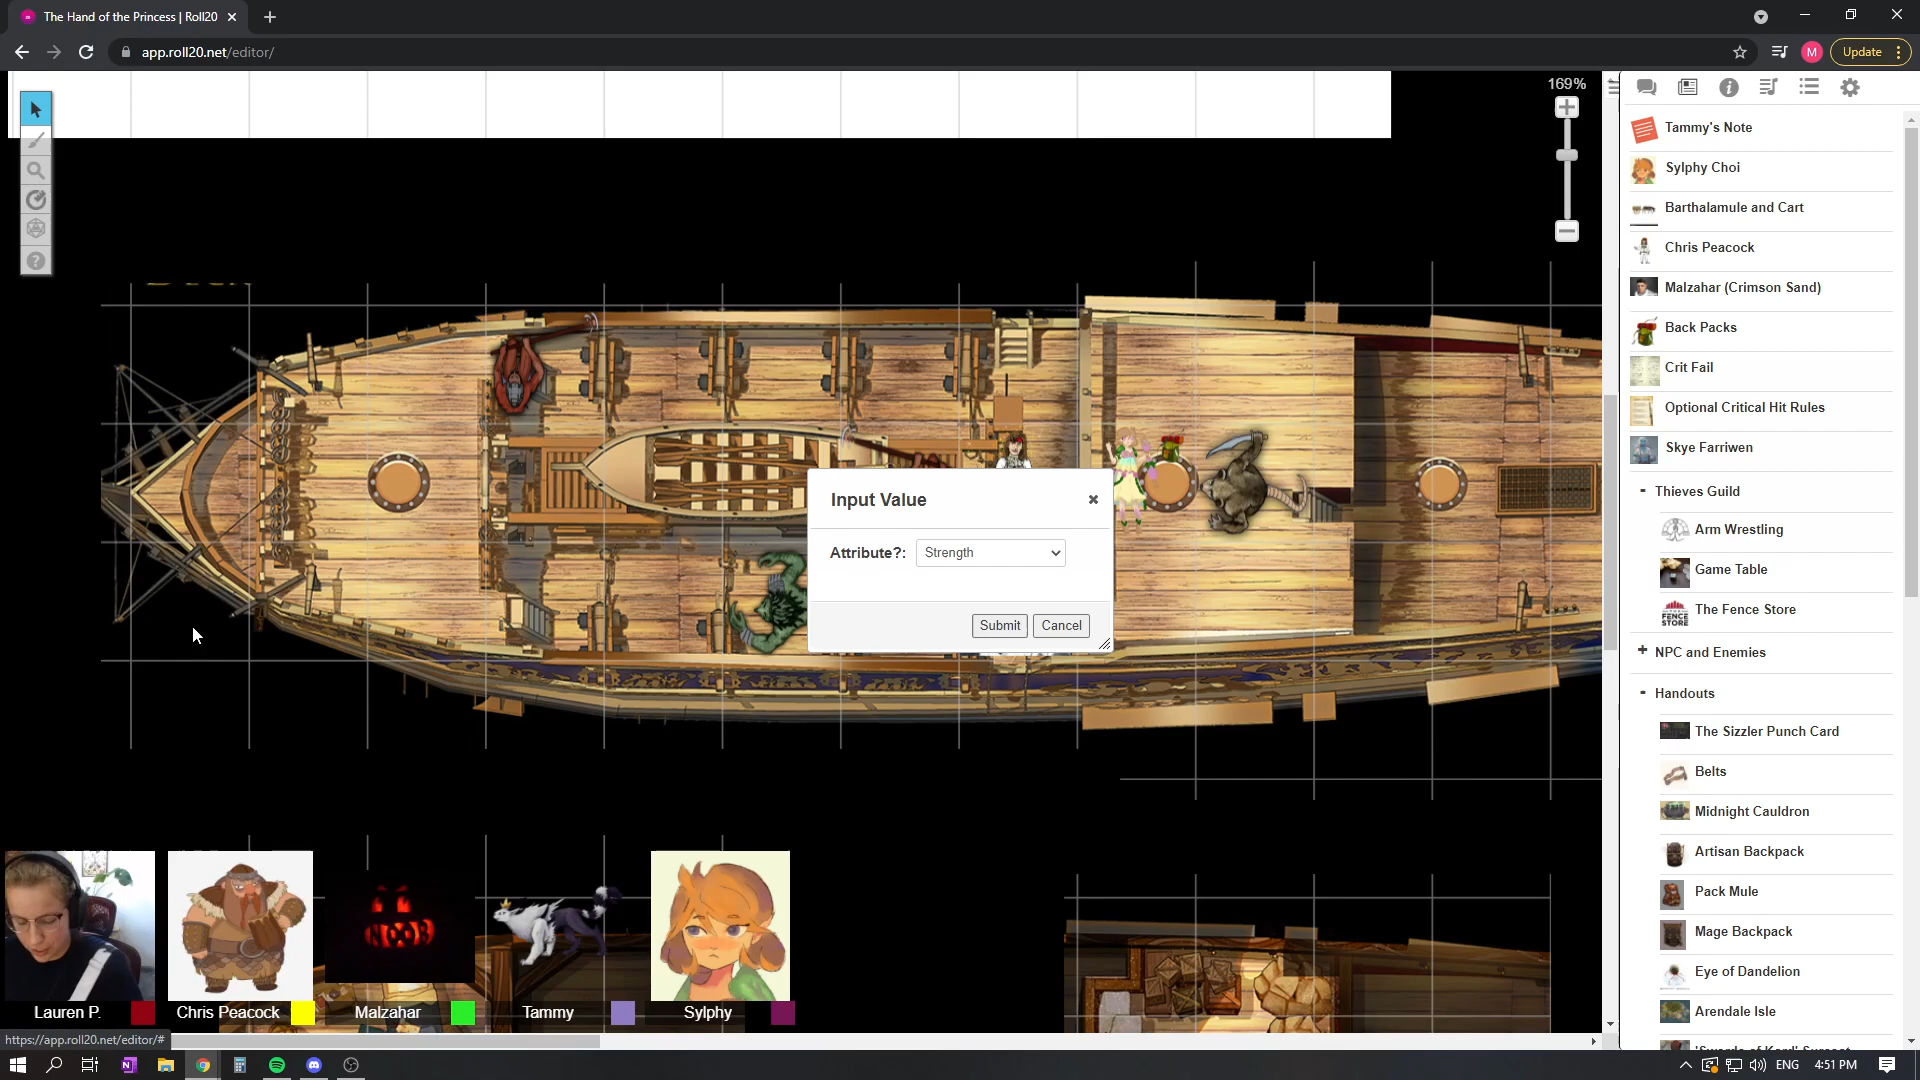 The Hand of the Princess | Roll20
app.roll20.net/editor/
M
Update
169%
Tammy's Note
Sylphy Choi
Barthalamule and Cart
Chris Peacock
Malzahar (Crimson Sand)
Back Packs
Crit Fail
Optional Critical Hit Rules
Skye Farriwen
- Thieves Guild
Arm Wrestling
Game Table
THE FENCE STORE
The Fence Store
+ NPC and Enemies
- Handouts
The Sizzler Punch Card
Belts
Midnight Cauldron
Artisan Backpack
Pack Mule
Mage Backpack
Eye of Dandelion
Arendale Isle
Input Value
Attribute?: Strength
Submit Cancel
NOOB
Lauren P.
Chris Peacock
Malzahar
Tammy
Sylphy
https://app.roll20.net/editor/#
ENG
4:51 PM